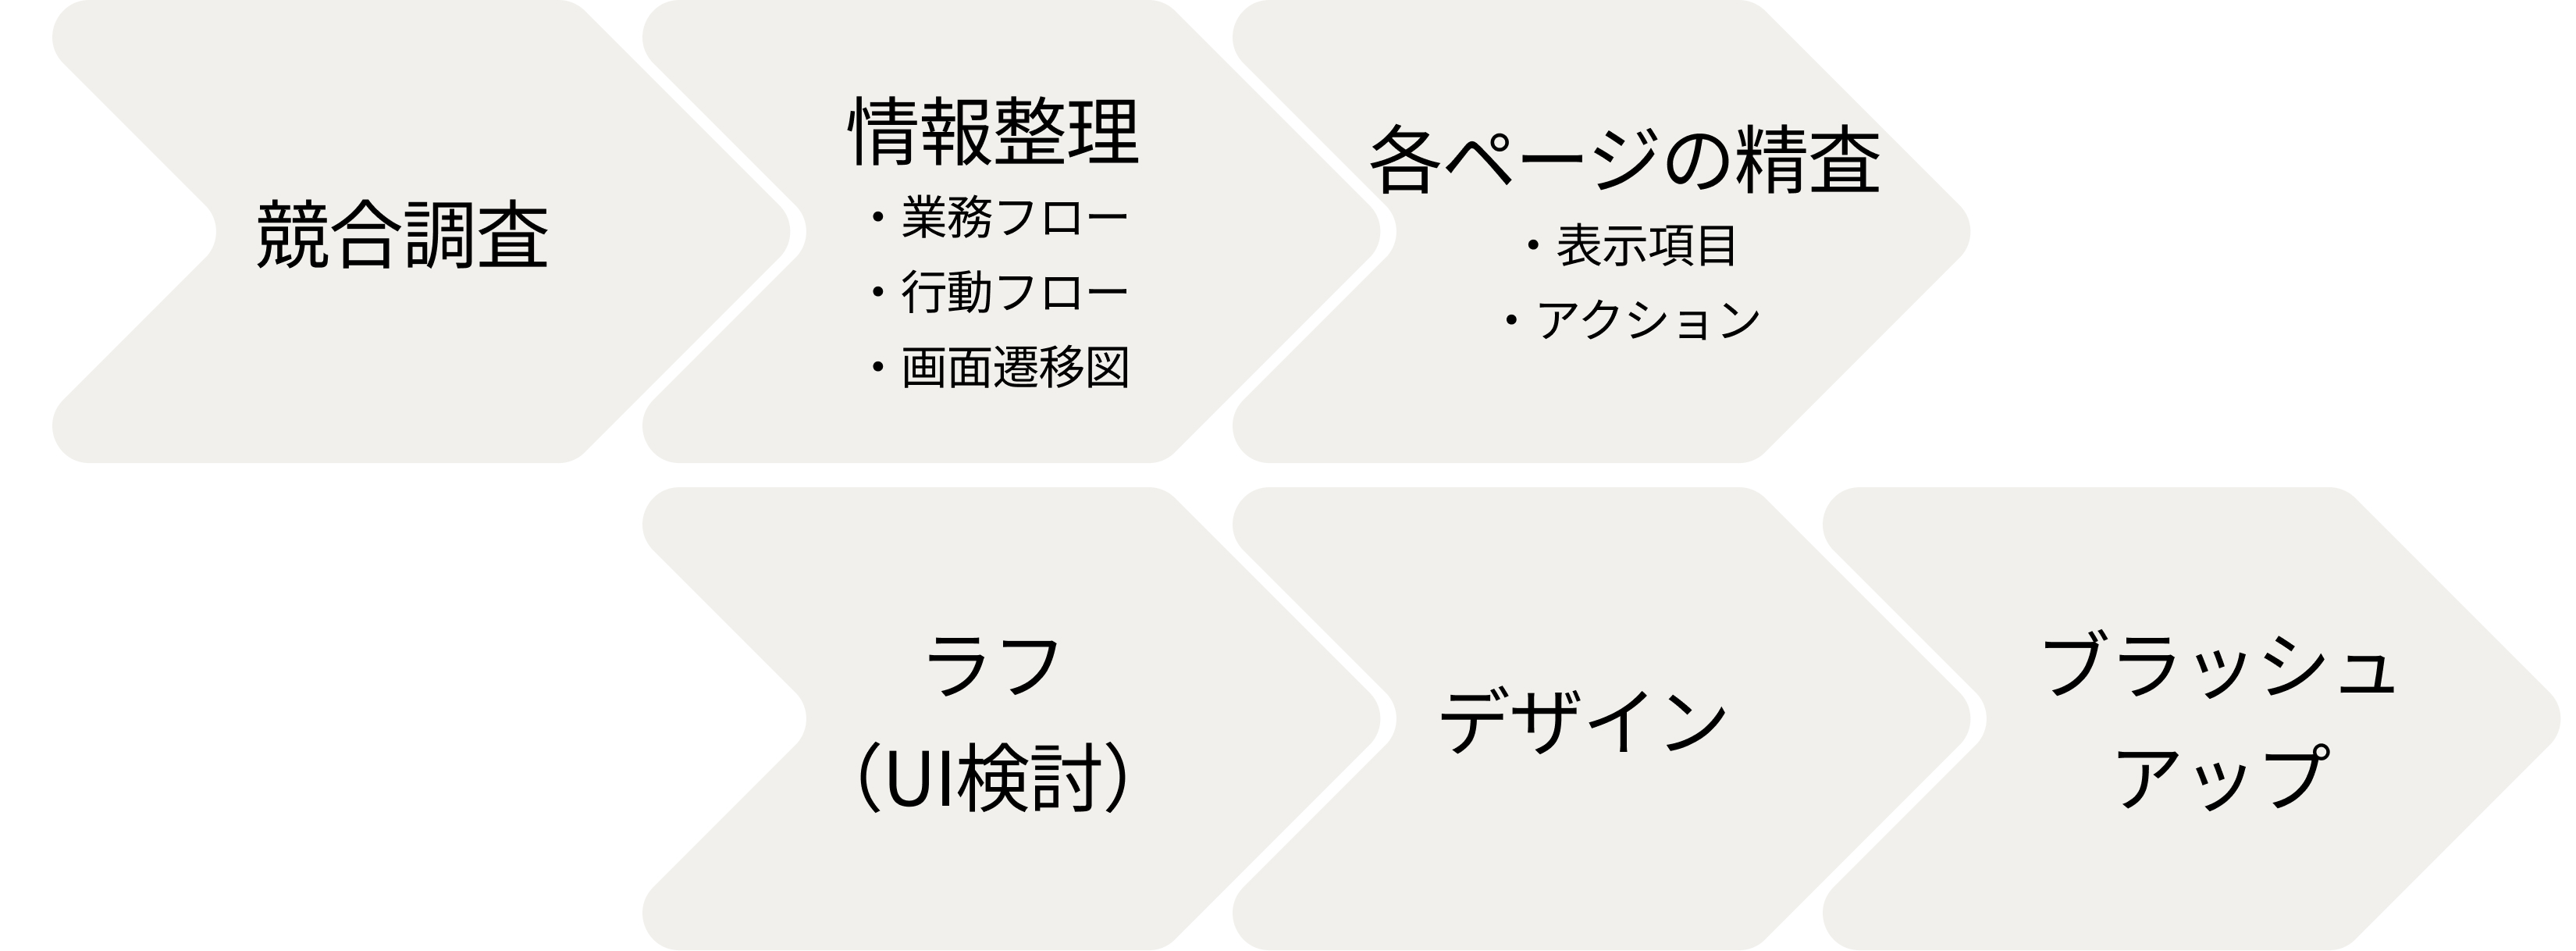 競合調査
情報整理
・業務フロー
・行動フロー
・画面遷移図
各ページの精査
・表示項目
・アクション
ラフ
（UI検討）
デザイン
ブラッシュ
アップ